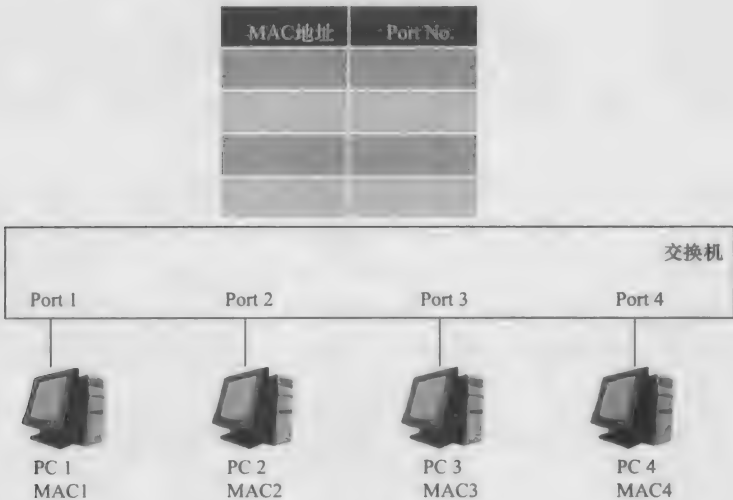 MAC地址 Port No.
交换机
Port 1 Port 2 Port 3 Port 4
PC 1 PC 2 PC 3 PC 4
MAC1 MAC2 MAC3 MAC4